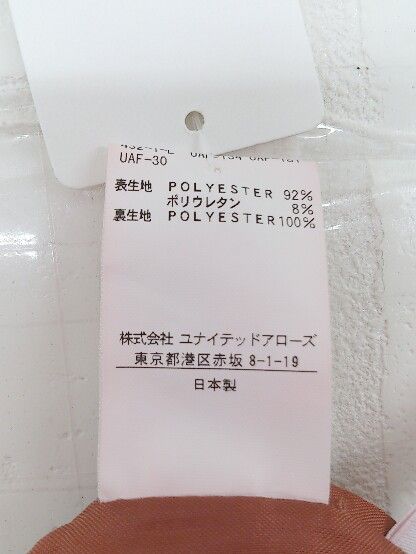 UAF-30
表生地 POLYESTER 92%
ポリウレタン 8%
裏生地 POLYESTER100%
株式会社 ユナイテッドアローズ
東京都港区赤坂 8-1-19
日本製